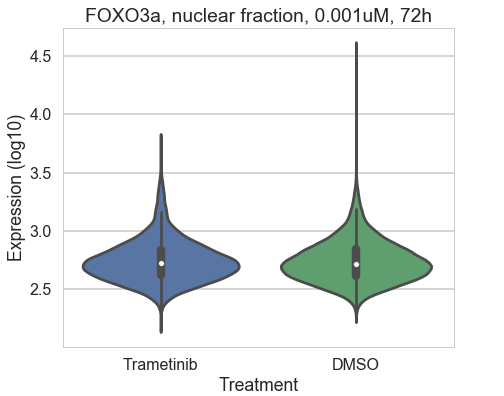 FOXO3a, nuclear fraction, 0.001uM, 72h
Expression (log10)
4.5
4.0
3.5
3.0
2.5
Trametinib DMSO
Treatment